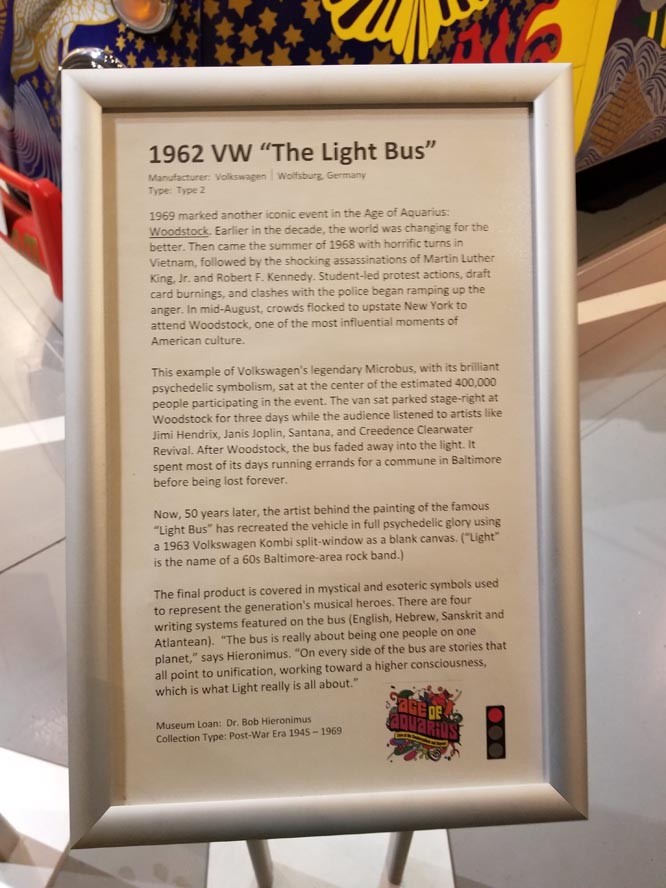 1962 VW “The Light Bus”
Manufacturer: Volkswagen | Wolfsburg, Germany
Type: Type 2
1969 marked another iconic event in the Age of Aquarius:
Woodstock. Earlier in the decade, the world was changing for the
better. Then came the summer of 1968 with horrific turns in
Vietnam, followed by the shocking assassinations of Martin Luther
King, Jr. and Robert F. Kennedy. Student-led protest actions, draft
card burnings, and clashes with the police began ramping up the
anger. In mid-August, crowds flocked to upstate New York to
attend Woodstock, one of the most influential moments of
American culture.
This example of Volkswagen's legendary Microbus, with its brilliant
psychedelic symbolism, sat at the center of the estimated 400,000
people participating in the event. The van sat parked stage-right at
Woodstock for three days while the audience listened to artists like
Jimi Hendrix, Janis Joplin, Santana, and Creedence Clearwater
Revival. After Woodstock, the bus faded away into the light. It
spent most of its days running errands for a commune in Baltimore
before being lost forever.
Now, 50 years later, the artist behind the painting of the famous
“Light Bus” has recreated the vehicle in full psychedelic glory using
a 1963 Volkswagen Kombi split-window as a blank canvas. (“Light”
is the name of a 60s Baltimore-area rock band.)
The final product is covered in mystical and esoteric symbols used
to represent the generation's musical heroes. There are four
writing systems featured on the bus (English, Hebrew, Sanskrit and
Atlantean). “The bus is really about being one people on one
planet,” says Hieronimus. “On every side of the bus are stories that
all point to unification, working toward a higher consciousness,
which is what Light really is all about.”
Museum Loan: Dr. Bob Hieronimus
Collection Type: Post-War Era 1945 – 1969
AGE OF
AQUARIUS